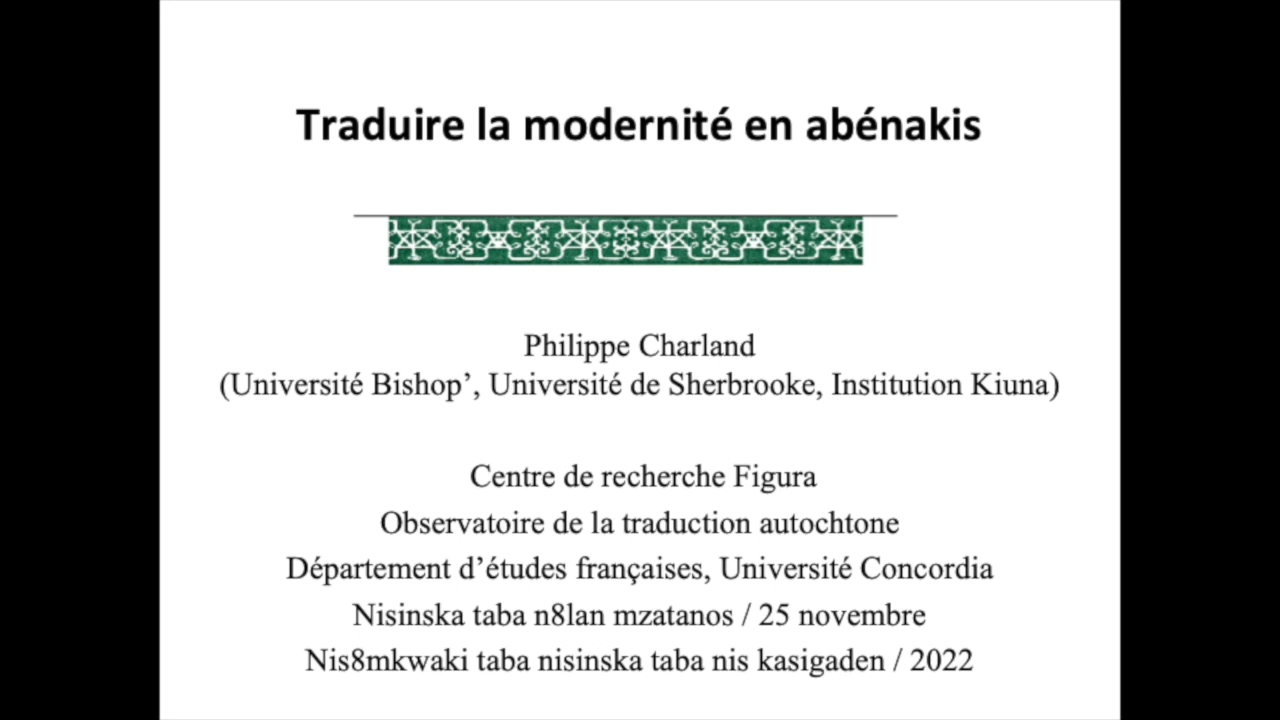 Traduire la modernité en abénakis
Philippe Charland
(Université Bishop’, Université de Sherbrooke, Institution Kiuna)
Centre de recherche Figura
Observatoire de la traduction autochtone
Département d’études françaises, Université Concordia
Nisinska taba n8lan mzatanos / 25 novembre
Nis8mkwaki taba nisinska taba nis kasigaden / 2022